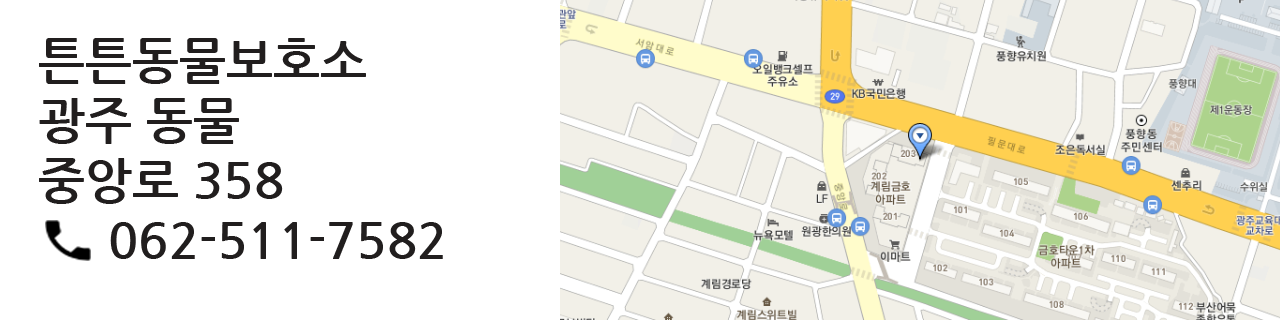 튼튼동물보호소
광주 동물
중앙로 358
062-511-7582
서암대로
오일뱅크셀프
주유소
KB국민은행
29
풍향유치원
풍향대
제1운동장
풍향동
주민센터
조은독서실
필문대로
센추리
수위실
광주교육대
교차로
203
202
계림금호
아파트
201
LF
중앙로
원광한의원
뉴욕모텔
이마트
계림경로당
계림스위트빌
105
106
101
104
금호타운1차
아파트
110
111
102
103
108
112
부산어묵